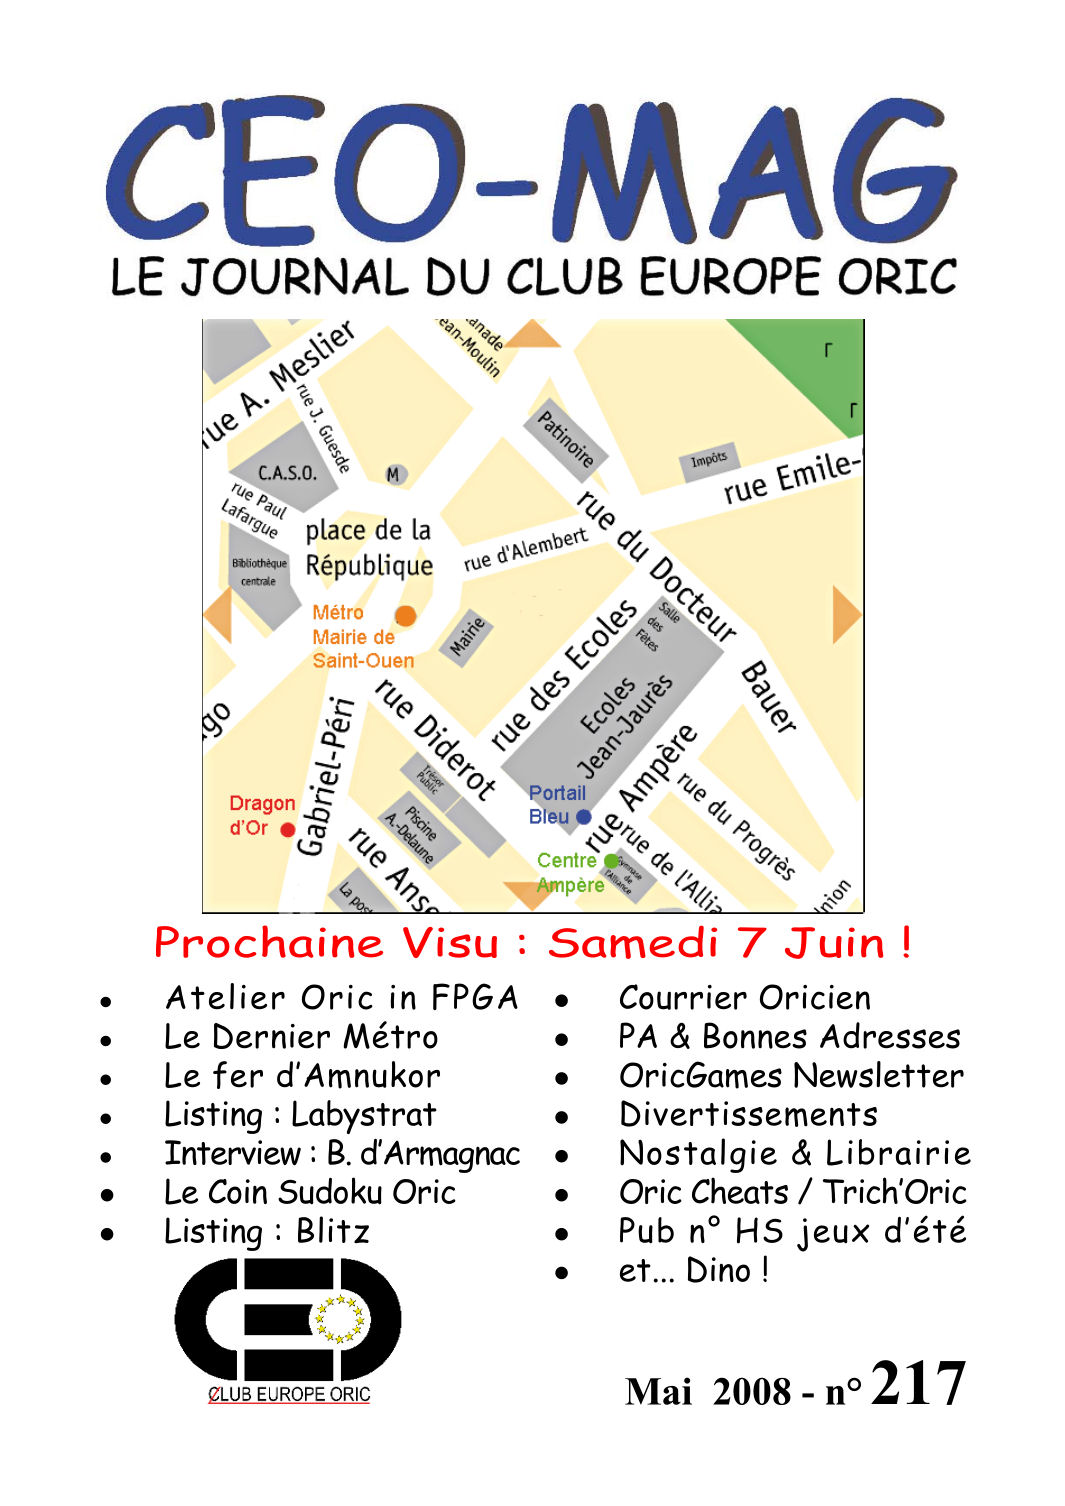 CEO-MAG
LE JOURNAL DU CLUB EUROPE ORIC
anade
ean-Moulin
rue A. Meslier
rue J. Guesde
Patinoire
Impôts
rue Emile-
C.A.S.O.
M
rue Paul
Lafargue
place de la
République
rue d'Alembert
rue du Docteur
Bauer
Bibliothèque
centrale
Métro
Mairie de
Saint-Ouen
Mairie
Salle
des
Fêtes
rue des Ecoles
Ecoles
Jean-Jaurès
ago
Gabriel-Péri
rue Diderot
Trésor
Public
Piscine
A.-Delaune
rue Ampère
rue du Progrès
Portail
Bleu
Dragon
d'Or
rue Anse
rue de l'Allia
Centre
Ampère
Gymnase
de
l'Alliance
La post
Union
Prochaine Visu : Samedi 7 Juin !
• Atelier Oric in FPGA
• Le Dernier Métro
• Le fer d'Amnukor
• Listing : Labystrat
• Interview : B. d'Armagnac
• Le Coin Sudoku Oric
• Listing : Blitz
• Courrier Oricien
• PA & Bonnes Adresses
• OricGames Newsletter
• Divertissements
• Nostalgie & Librairie
• Oric Cheats / Trich'Oric
• Pub n° HS jeux d'été
• et... Dino !
CEO
CLUB EUROPE ORIC
Mai 2008 - n° 217